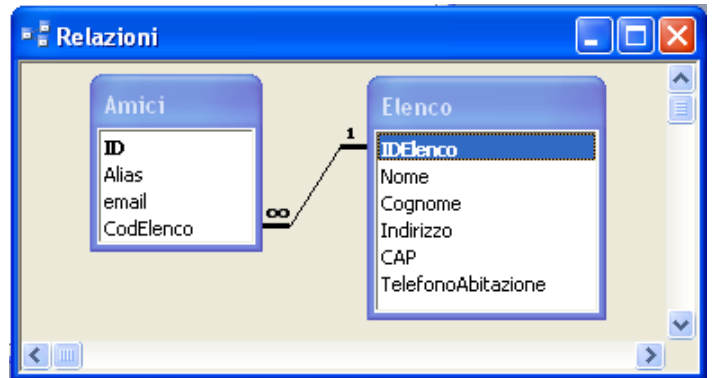 Relazioni
Amici
ID
Alias
email
CodElenco
∞
1
Elenco
IDElenco
Nome
Cognome
Indirizzo
CAP
TelefonoAbitazione